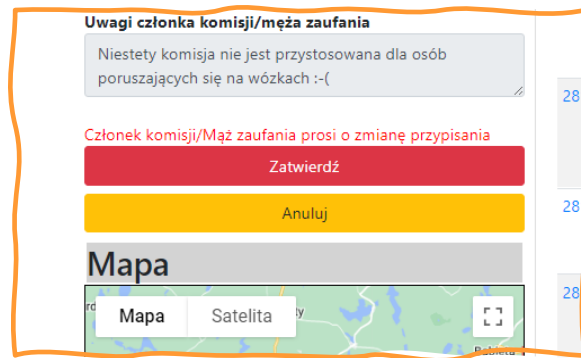 Uwagi członka komisji/męża zaufania
Niestety komisja nie jest przystosowana dla osób
poruszających się na wózkach :-(
28
Członek komisji/Mąż zaufania prosi o zmianę przypisania
Zatwierdź
Anuluj
28
Mapa
28
Mapa Satelita